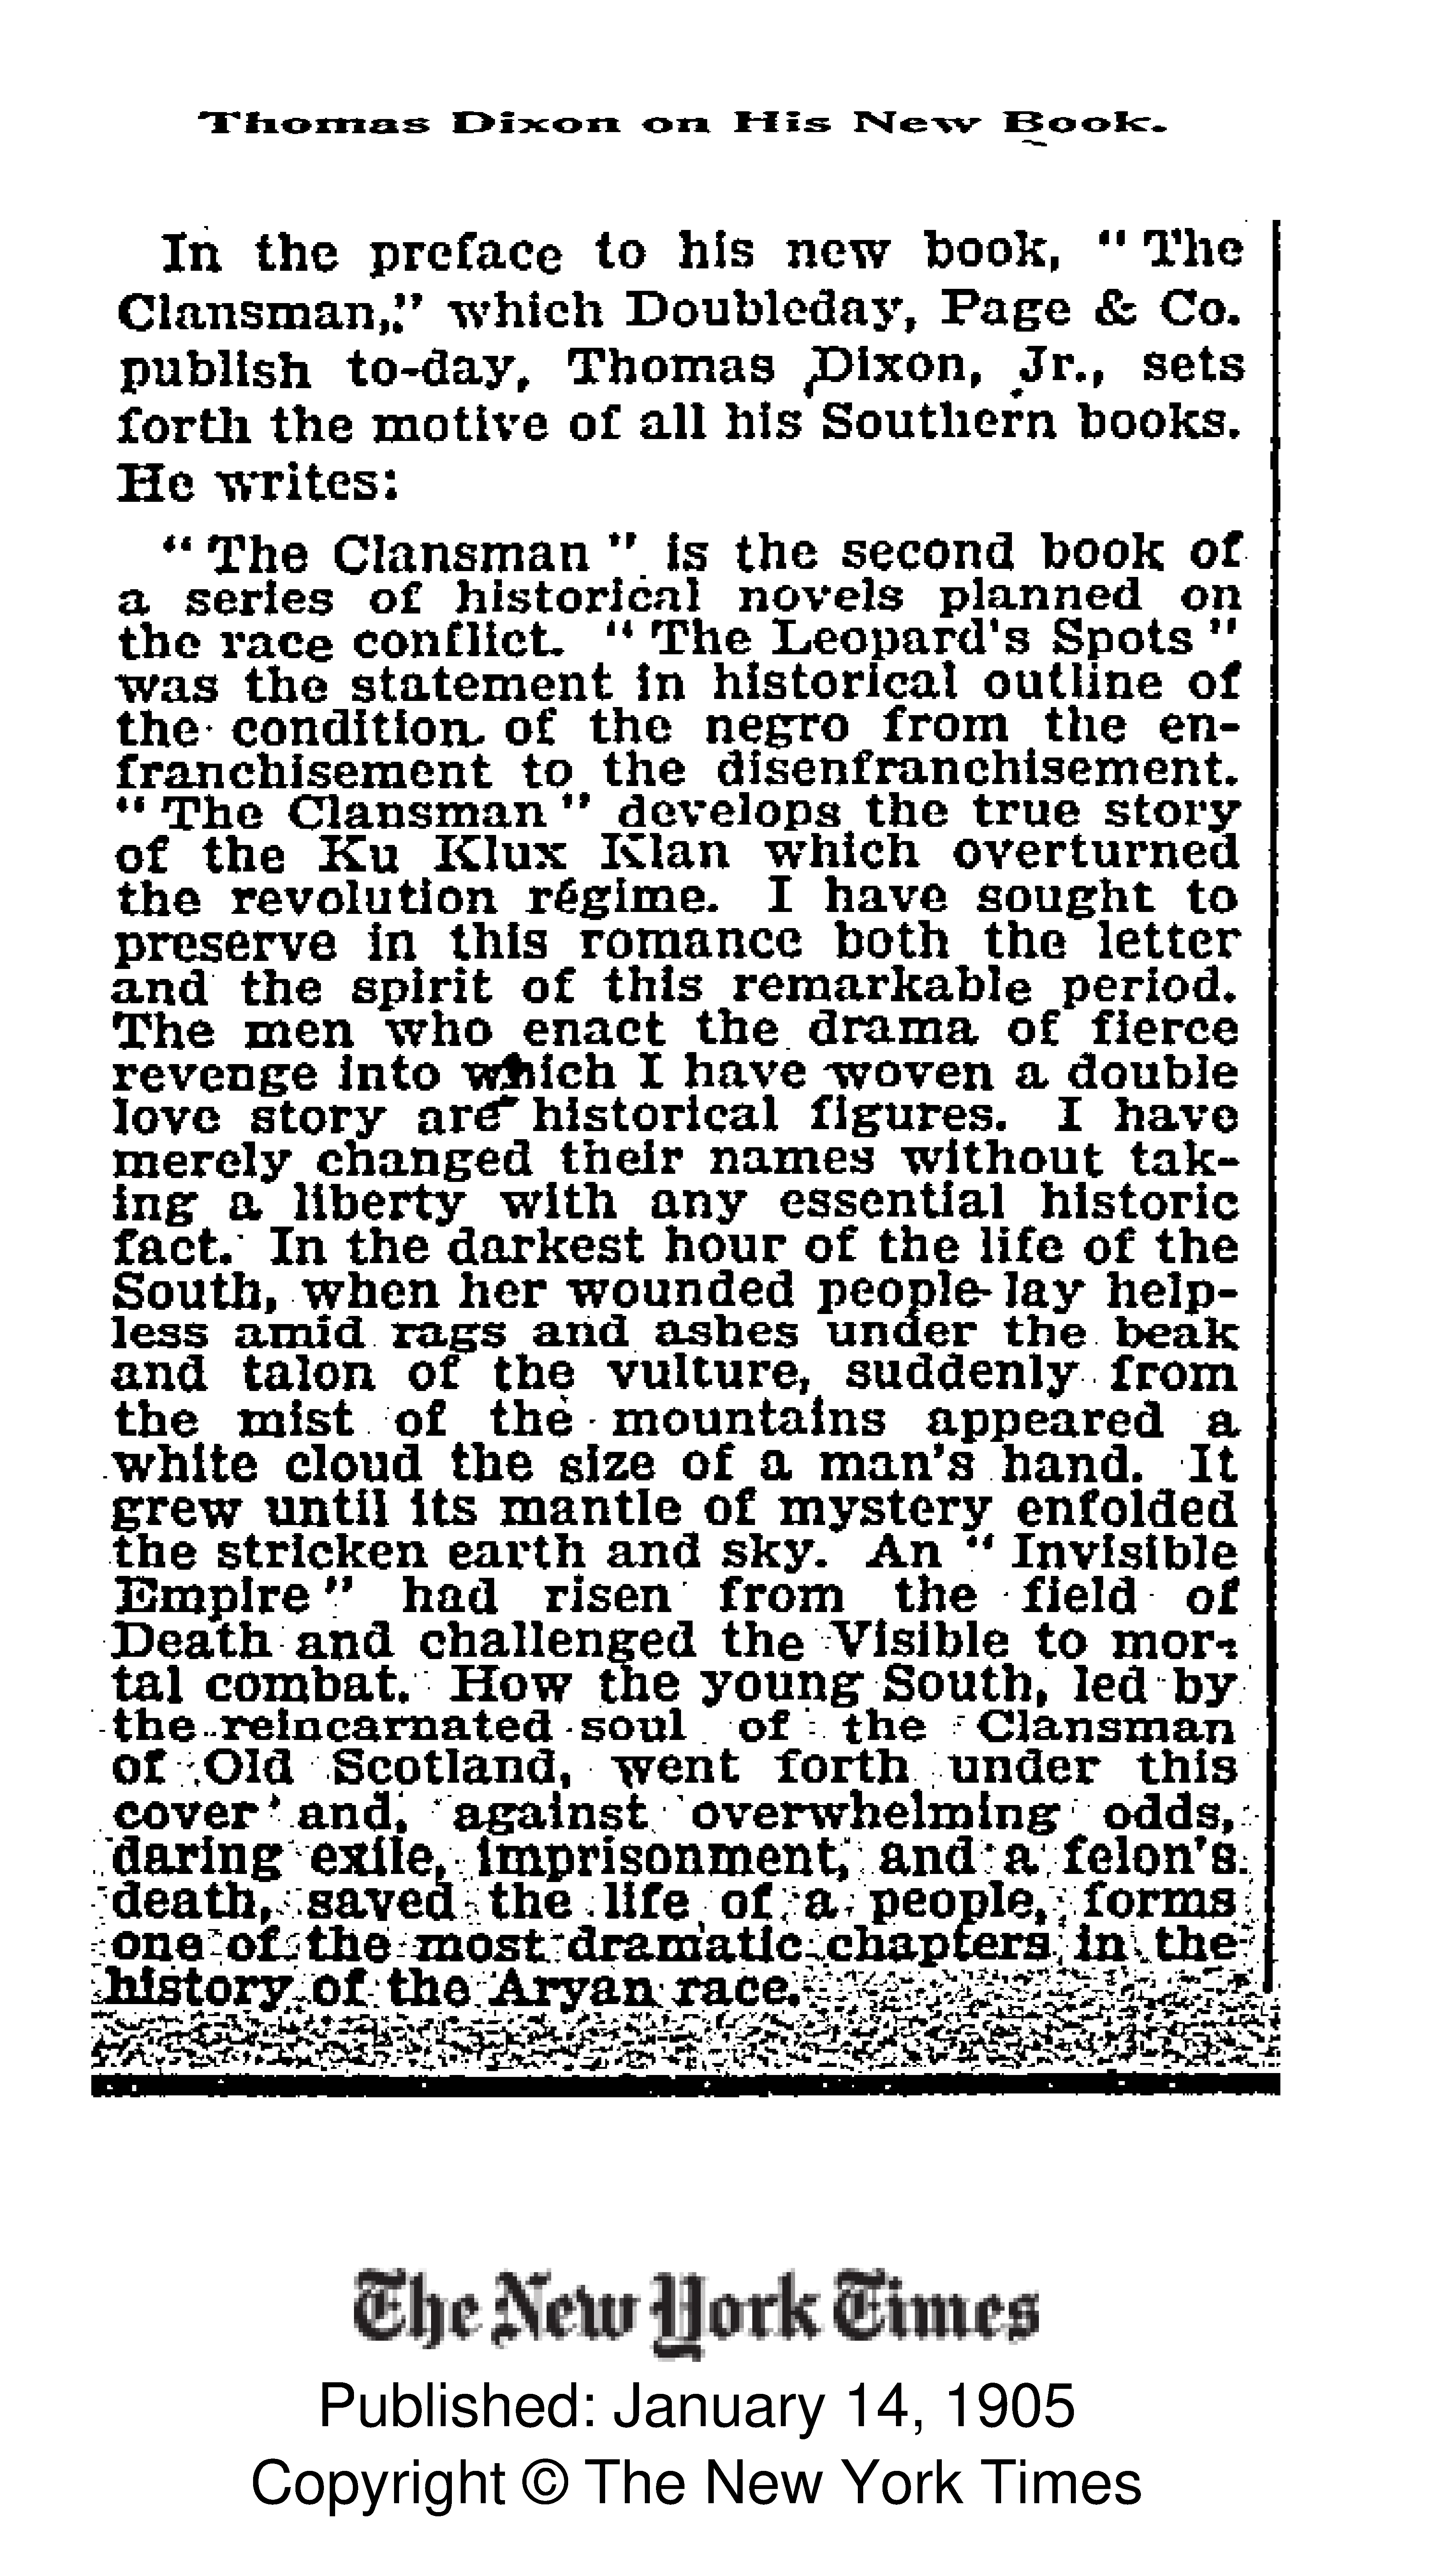 Thomas Dixon on His New Book.
In the preface to his new book, "The
Clansman," which Doubleday, Page & Co.
publish to-day, Thomas Dixon, Jr., sets
forth the motive of all his Southern books.
He writes:
"The Clansman" is the second book of
a series of historical novels planned on
the race conflict. "The Leopard's Spots"
was the statement in historical outline of
the condition of the negro from the en-
franchisement to the disenfranchisement.
"The Clansman" develops the true story
of the Ku Klux Klan which overturned
the revolution régime. I have sought to
preserve in this romance both the letter
and the spirit of this remarkable period.
The men who enact the drama of fierce
revenge into which I have woven a double
love story are historical figures. I have
merely changed their names without tak-
ing a liberty with any essential historic
fact. In the darkest hour of the life of the
South, when her wounded people lay help-
less amid rags and ashes under the beak
and talon of the vulture, suddenly from
the mist of the mountains appeared a
white cloud the size of a man's hand. It
grew until its mantle of mystery enfolded
the stricken earth and sky. An "Invisible
Empire" had risen from the field of
Death and challenged the Visible to mor-
tal combat. How the young South, led by
the reincarnated soul of the Clansman
of Old Scotland, went forth under this
cover and, against overwhelming odds,
daring exile, imprisonment, and a felon's
death, saved the life of a people, forms
one of the most dramatic chapters in the
history of the Aryan race.
The New York Times
Published: January 14, 1905
Copyright © The New York Times